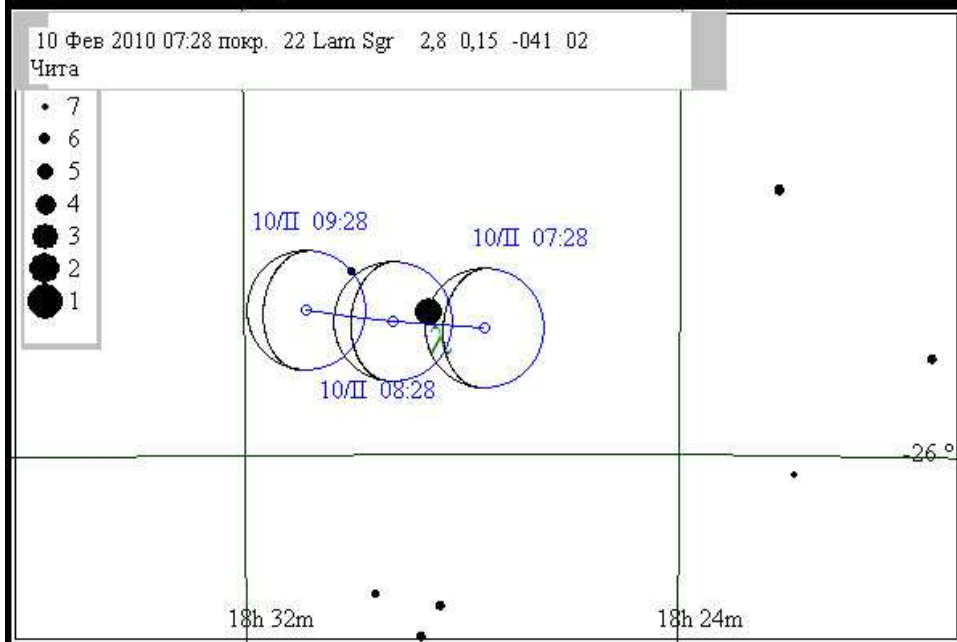 10 Фев 2010 07:28 покр. 22 Lam Sgr 2,8 0,15 -041 02
Чита
7
6
5
4
3
2
1
10/II 09:28
10/II 07:28
λ
10/II 08:28
-26 °
18h 32m
18h 24m